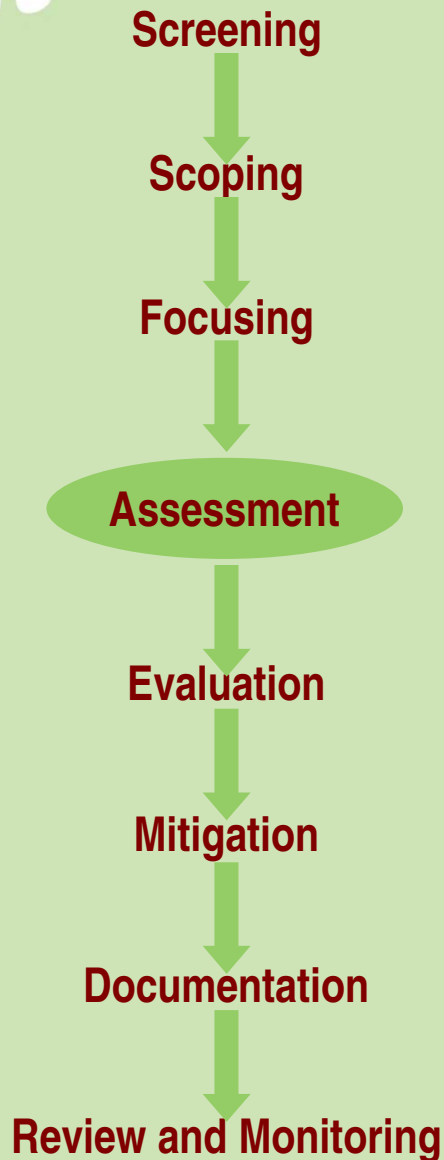 Screening
Scoping
Focusing
Assessment
Evaluation
Mitigation
Documentation
Review and Monitoring